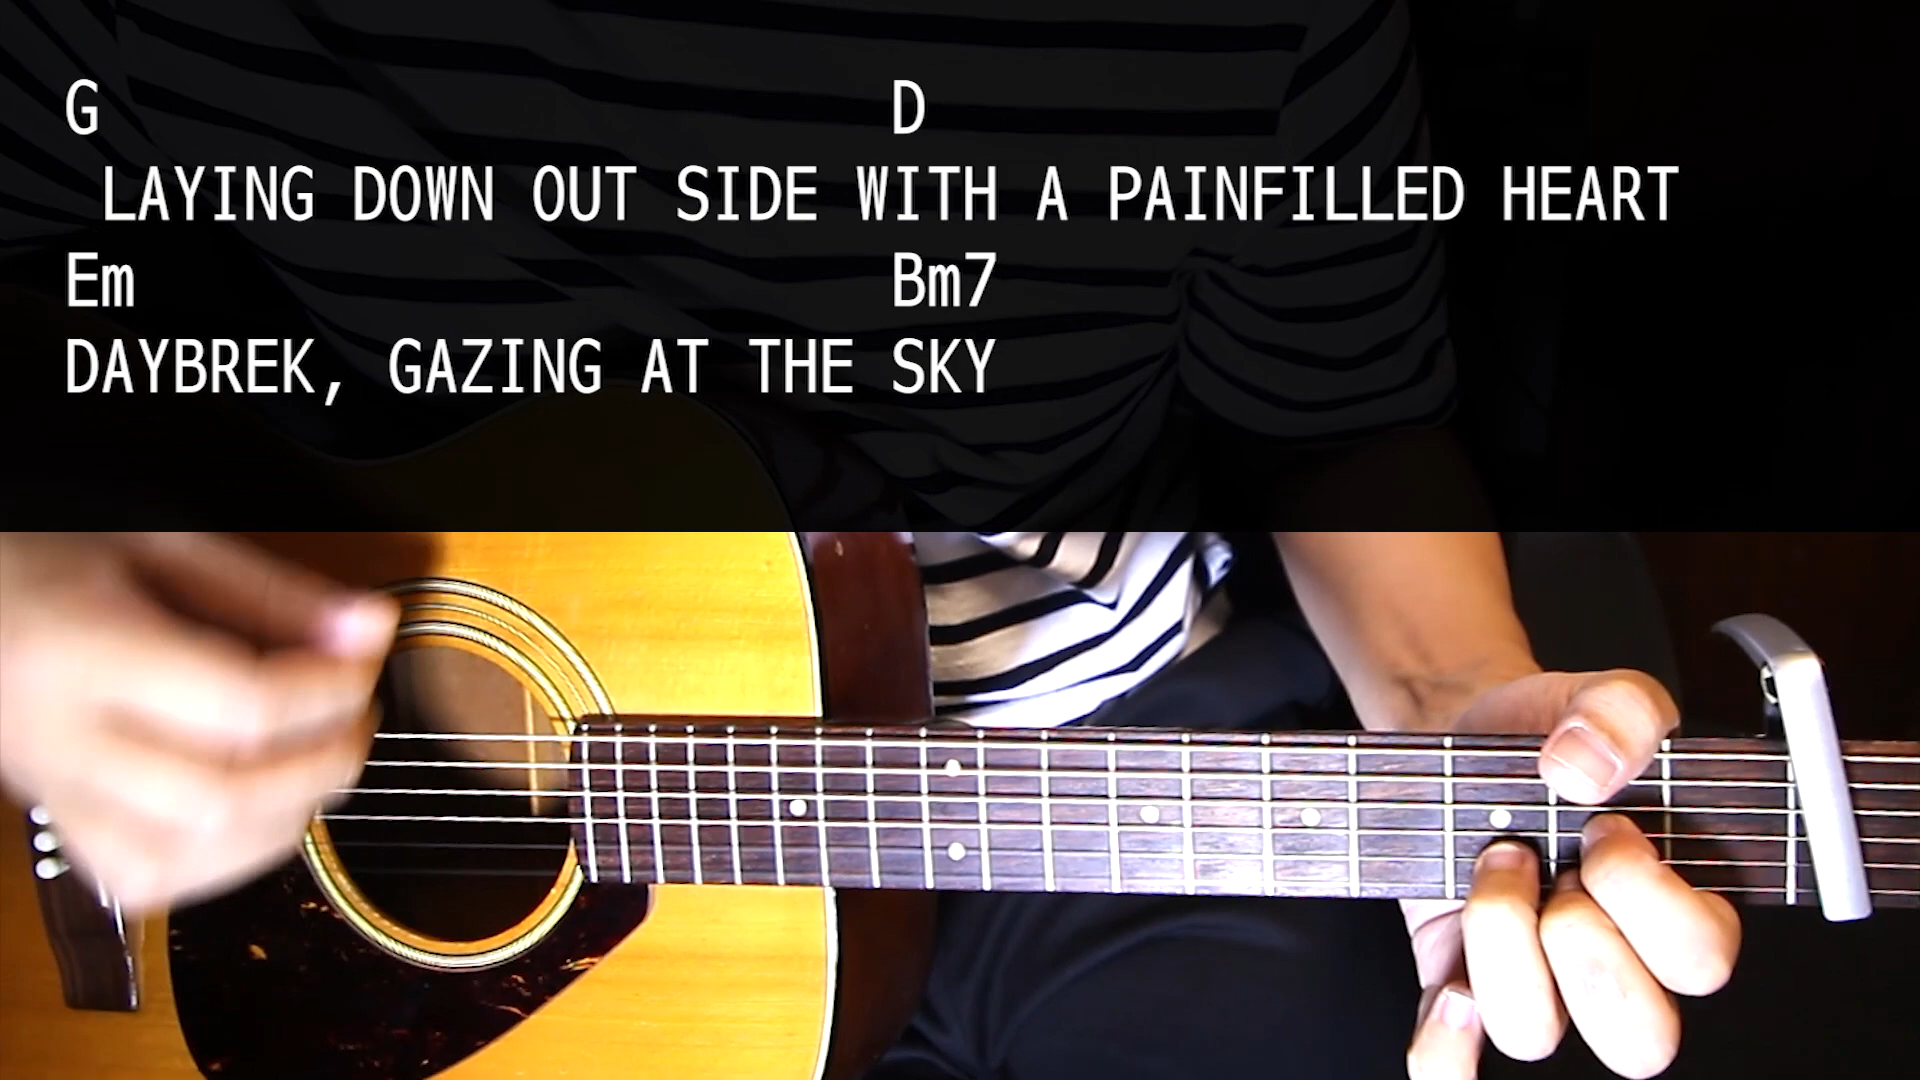 G D
LAYING DOWN OUT SIDE WITH A PAINFILLED HEART
Em Bm7
DAYBREK, GAZING AT THE SKY